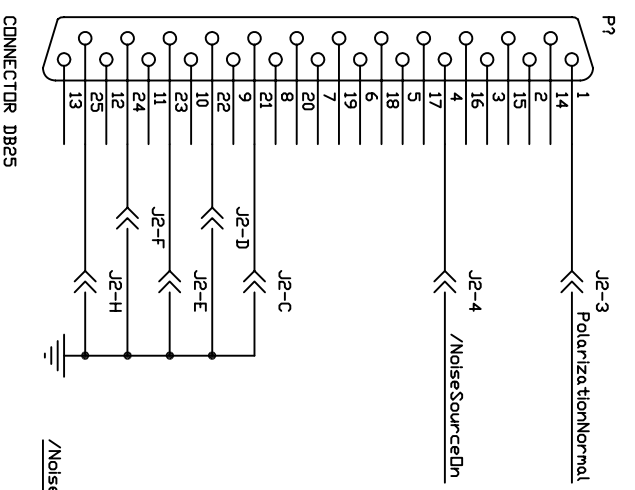 P?
1
J2-3
PolarizationNormal
14
2
15
3
16
4
J2-4
/NoiseSourceOn
17
5
18
6
19
7
20
8
21
J2-C
9
22
J2-D
10
23
J2-E
11
24
J2-F
12
25
J2-H
13
/Noise
CONNECTOR DB25